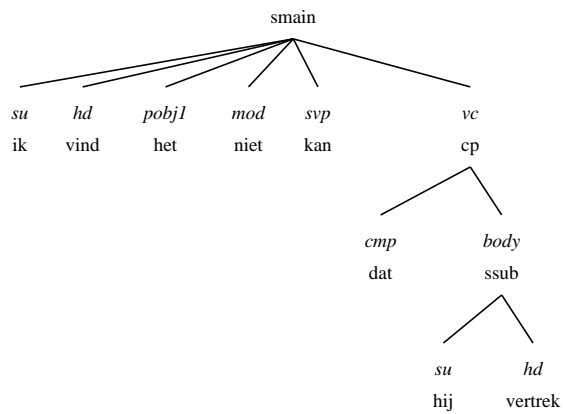 smain
su hd pobj1 mod svp vc
ik vind het niet kan cp
cmp body
dat ssub
su hd
hij vertrek